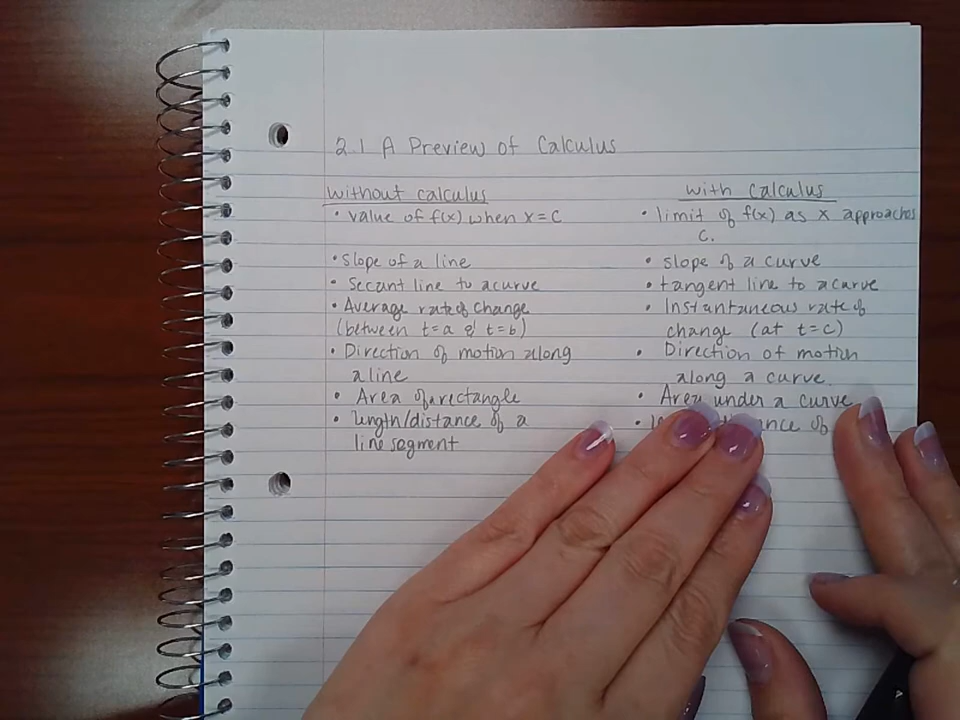 2.1 A Preview of Calculus
without calculus
• value of f(x) when x = c
• Slope of a line
• Secant line to a curve
• Average rate of change
(between t=a & t=b)
• Direction of motion along
a line
• Area of a rectangle
• length/distance of a
line segment
with calculus
• limit of f(x) as x approaches
c.
• slope of a curve
• tangent line to a curve
• Instantaneous rate of
change (at t=c)
• Direction of motion
along a curve.
• Area under a curve
• of